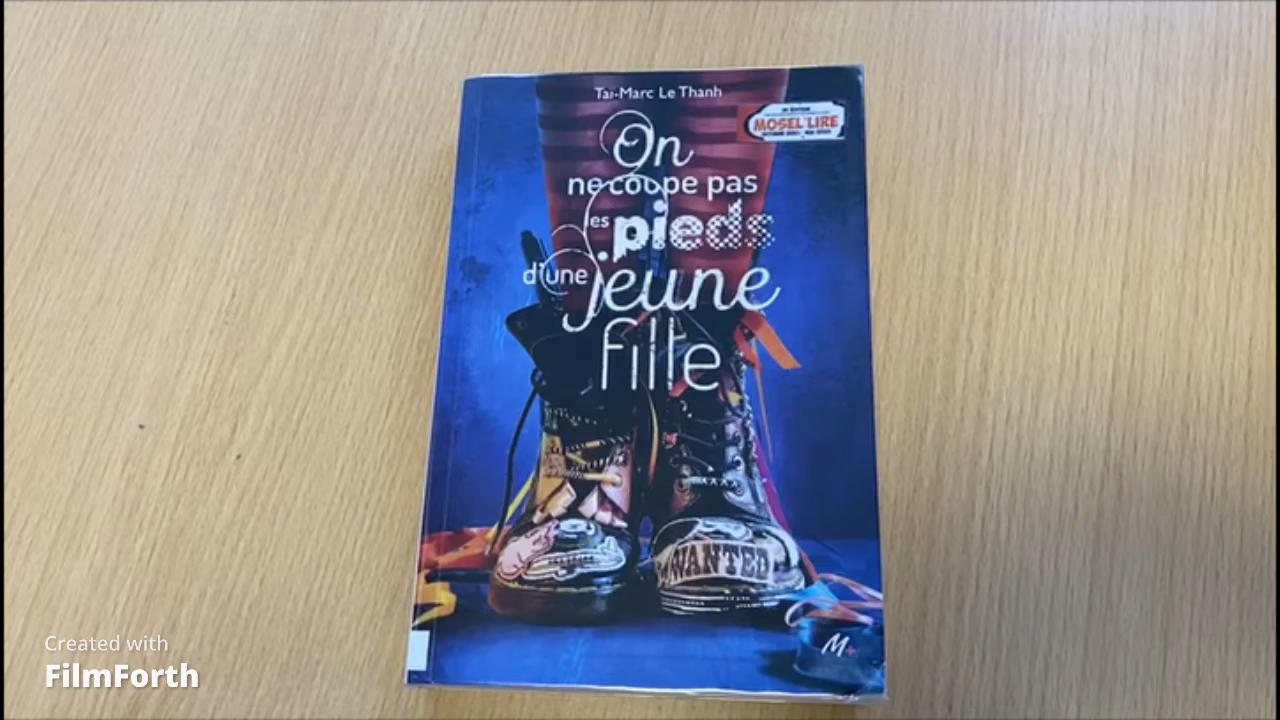 Taï-Marc Le Thanh
On
ne coupe pas
les pieds
d'une jeune
fille
MOSEL'LIRE
WANTED
M+
Created with
FilmForth